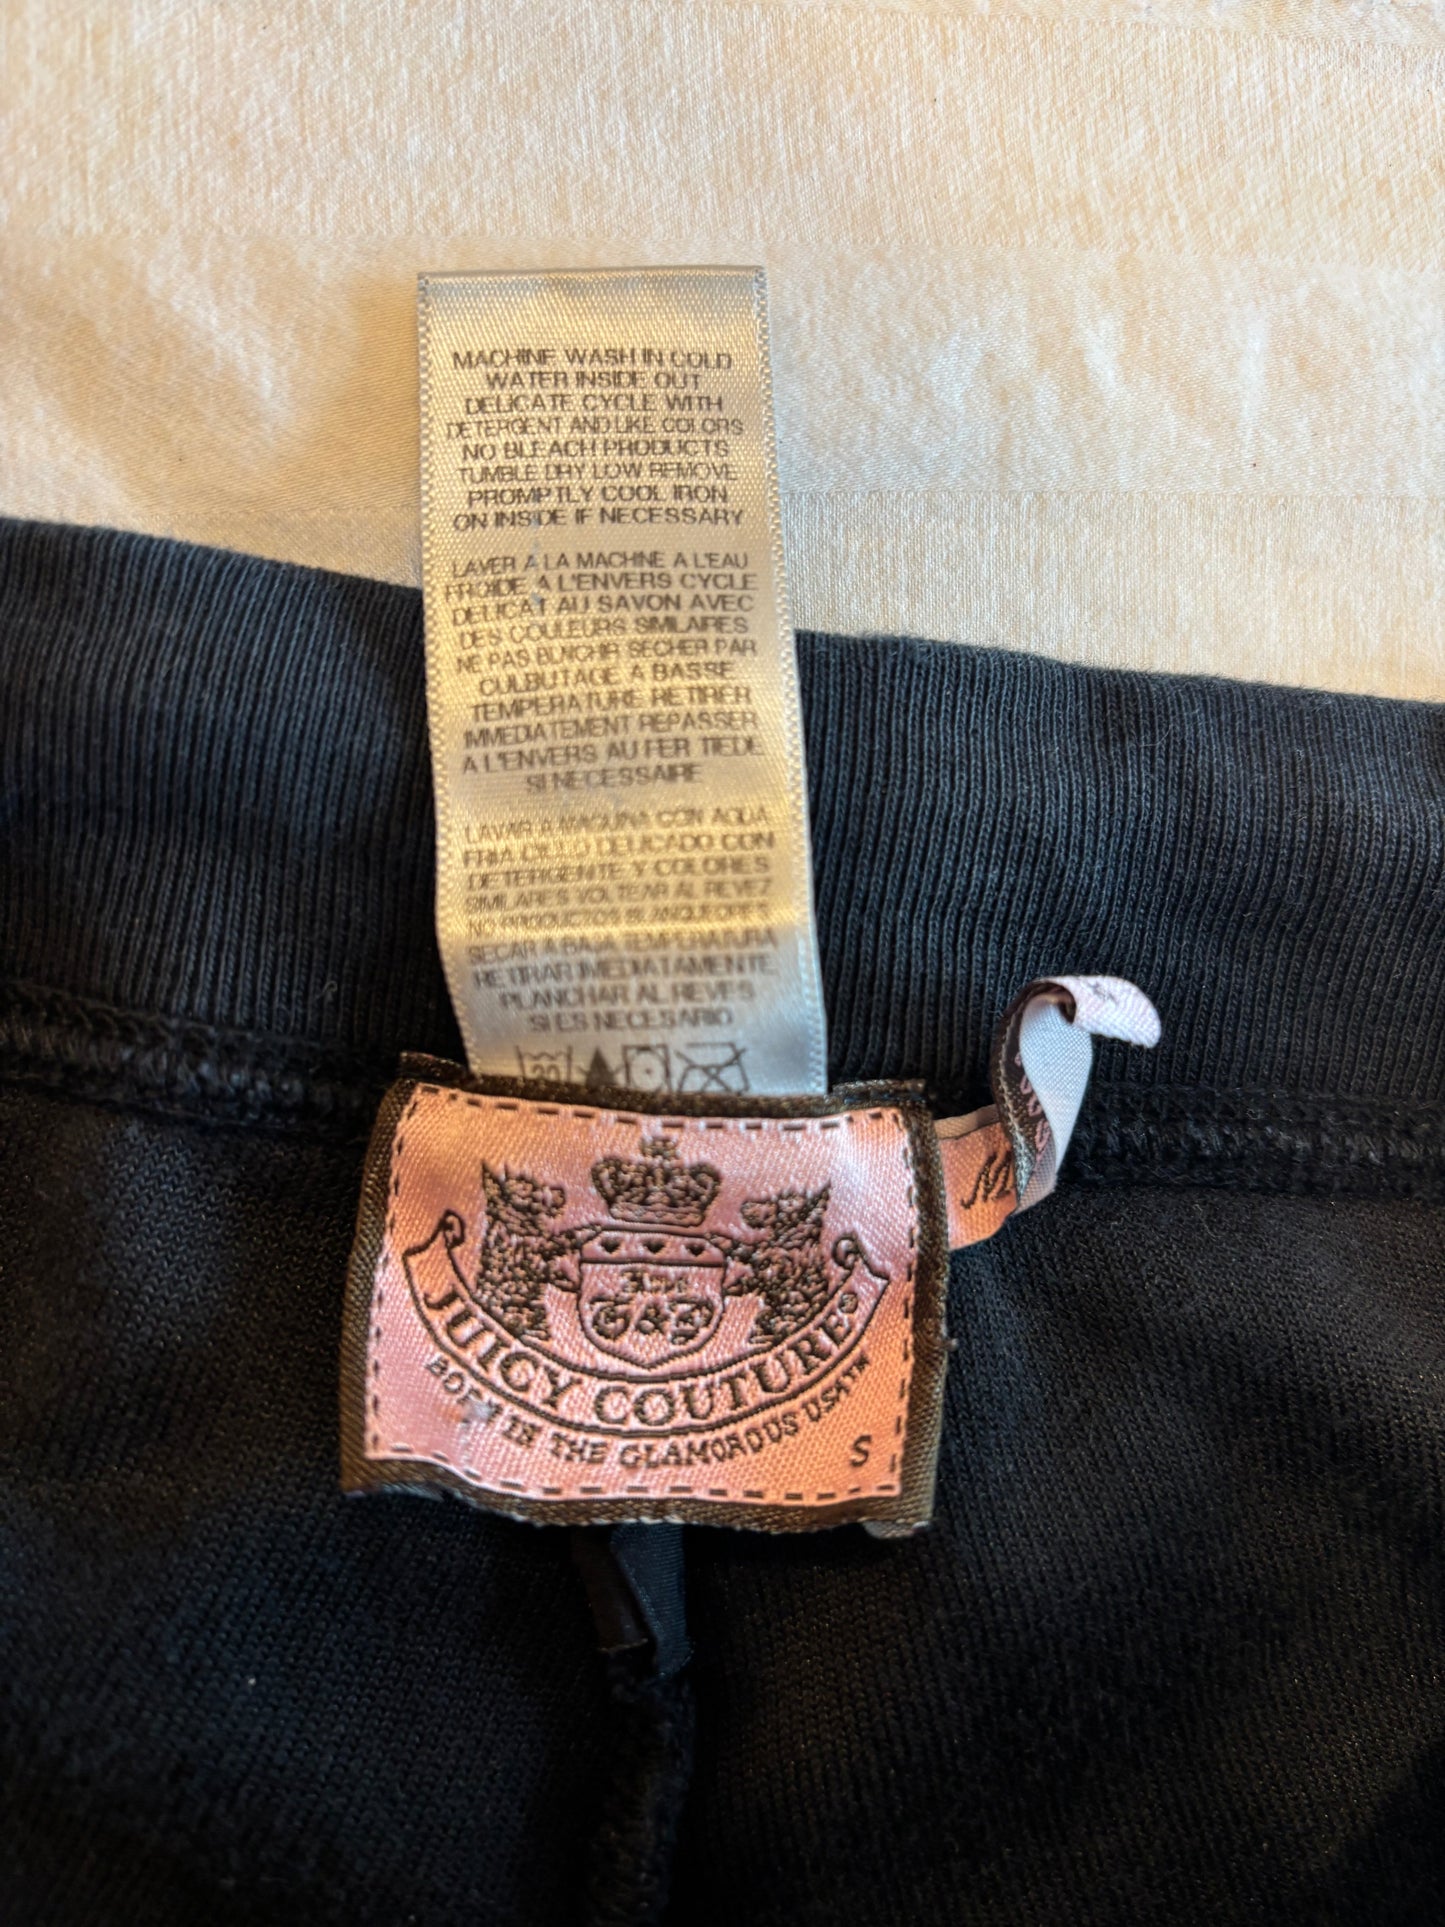 MACHINE WASH IN COLD
WATER INSIDE OUT
DELICATE CYCLE WITH
DETERGENT AND LIKE COLORS
NO BLEACH PRODUCTS
TUMBLE DRY LOW REMOVE
PROMPTLY COOL IRON
ON INSIDE IF NECESSARY
LAVER A LA MACHINE A L'EAU
FROIDE A L'ENVERS CYCLE
DELICAT AU SAVON AVEC
DES COULEURS SIMILAIRES
NE PAS BLNCHIR SECHER PAR
CULBUTAGE A BASSE
TEMPERATURE RETIRER
IMMEDIATEMENT REPASSER
A L'ENVERS AU FER TIEDE
SI NECESSAIRE
LAVAR A MAQUINA CON AGUA
FRIA CICLO DELICADO CON
DETERGENTE Y COLORES
SIMILARES VOLTEAR AL REVEZ
NO PRODUCTOS BLANQUEORES
SECAR A BAJA TEMPERATURA
RETIRAR IMEDIATAMENTE
PLANCHAR AL REVES
SI ES NECESARIO
20
G&P
JUICY COUTURE®
BORN IN THE GLAMOROUS USA™
S